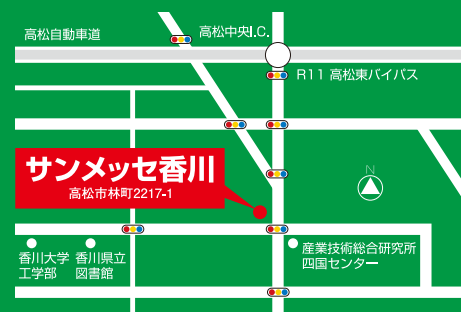 高松自動車道
高松中央I.C.
R11 高松東バイパス
サンメッセ香川
高松市林町2217-1
N
香川大学
工学部
香川県立
図書館
産業技術総合研究所
四国センター